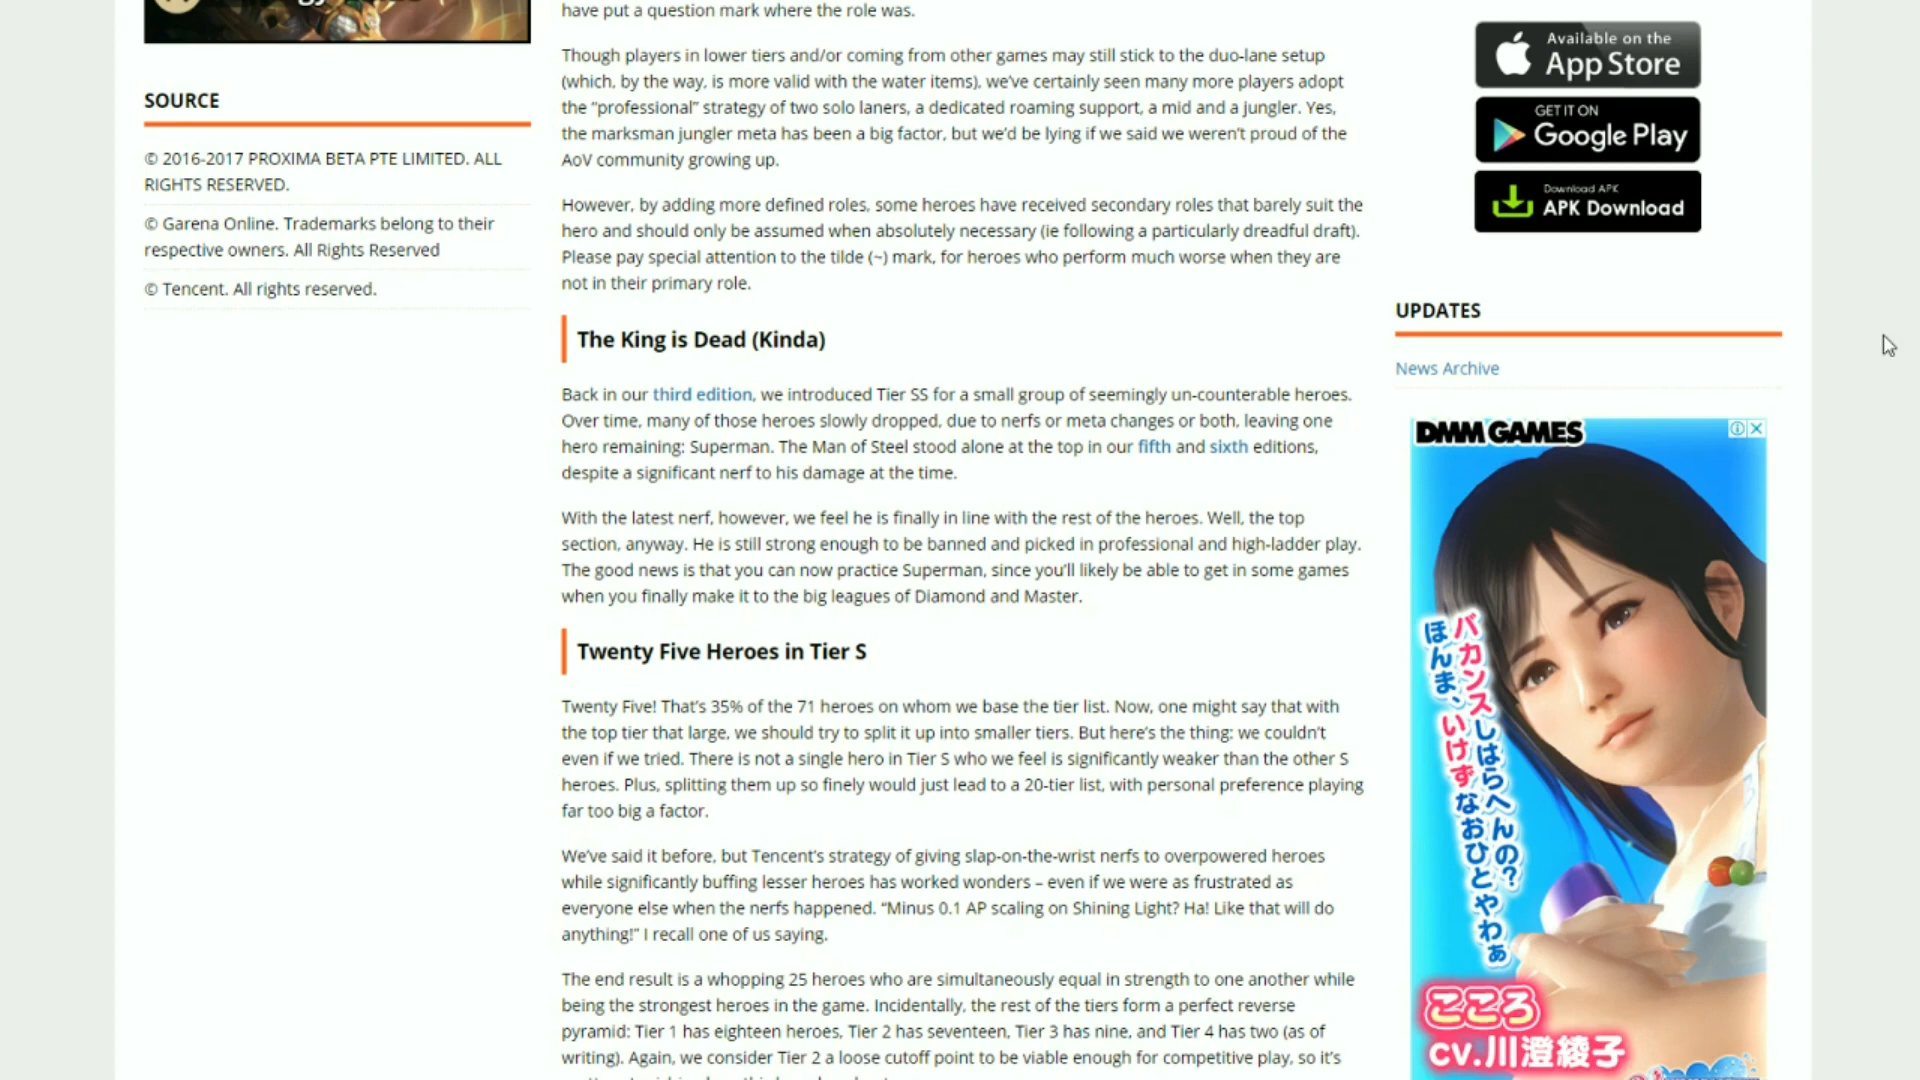 have put a question mark where the role was.
Though players in lower tiers and/or coming from other games may still stick to the duo-lane setup
(which, by the way, is more valid with the water items), we've certainly seen many more players adopt
the “professional” strategy of two solo laners, a dedicated roaming support, a mid and a jungler. Yes,
the marksman jungler meta has been a big factor, but we'd be lying if we said we weren't proud of the
AoV community growing up.
However, by adding more defined roles, some heroes have received secondary roles that barely suit the
hero and should only be assumed when absolutely necessary (ie following a particularly dreadful draft).
Please pay special attention to the tilde (~) mark, for heroes who perform much worse when they are
not in their primary role.
The King is Dead (Kinda)
Back in our third edition, we introduced Tier SS for a small group of seemingly un-counterable heroes.
Over time, many of those heroes slowly dropped, due to nerfs or meta changes or both, leaving one
hero remaining: Superman. The Man of Steel stood alone at the top in our fifth and sixth editions,
despite a significant nerf to his damage at the time.
With the latest nerf, however, we feel he is finally in line with the rest of the heroes. Well, the top
section, anyway. He is still strong enough to be banned and picked in professional and high-ladder play.
The good news is that you can now practice Superman, since you'll likely be able to get in some games
when you finally make it to the big leagues of Diamond and Master.
Twenty Five Heroes in Tier S
Twenty Five! That's 35% of the 71 heroes on whom we base the tier list. Now, one might say that with
the top tier that large, we should try to split it up into smaller tiers. But here's the thing: we couldn't
even if we tried. There is not a single hero in Tier S who we feel is significantly weaker than the other S
heroes. Plus, splitting them up so finely would just lead to a 20-tier list, with personal preference playing
far too big a factor.
We've said it before, but Tencent's strategy of giving slap-on-the-wrist nerfs to overpowered heroes
while significantly buffing lesser heroes has worked wonders – even if we were as frustrated as
everyone else when the nerfs happened. “Minus 0.1 AP scaling on Shining Light? Ha! Like that will do
anything!” I recall one of us saying.
The end result is a whopping 25 heroes who are simultaneously equal in strength to one another while
being the strongest heroes in the game. Incidentally, the rest of the tiers form a perfect reverse
pyramid: Tier 1 has eighteen heroes, Tier 2 has seventeen, Tier 3 has nine, and Tier 4 has two (as of
writing). Again, we consider Tier 2 a loose cutoff point to be viable enough for competitive play, so it's
SOURCE
© 2016-2017 PROXIMA BETA PTE LIMITED. ALL
RIGHTS RESERVED.
© Garena Online. Trademarks belong to their
respective owners. All Rights Reserved
© Tencent. All rights reserved.
Available on the
App Store
GET IT ON
Google Play
Download APK
APK Download
UPDATES
News Archive
DMM GAMES
バカンスしはらへんの?
ほんま、いけずなおひとやわぁ
こころ
CV.川澄綾子